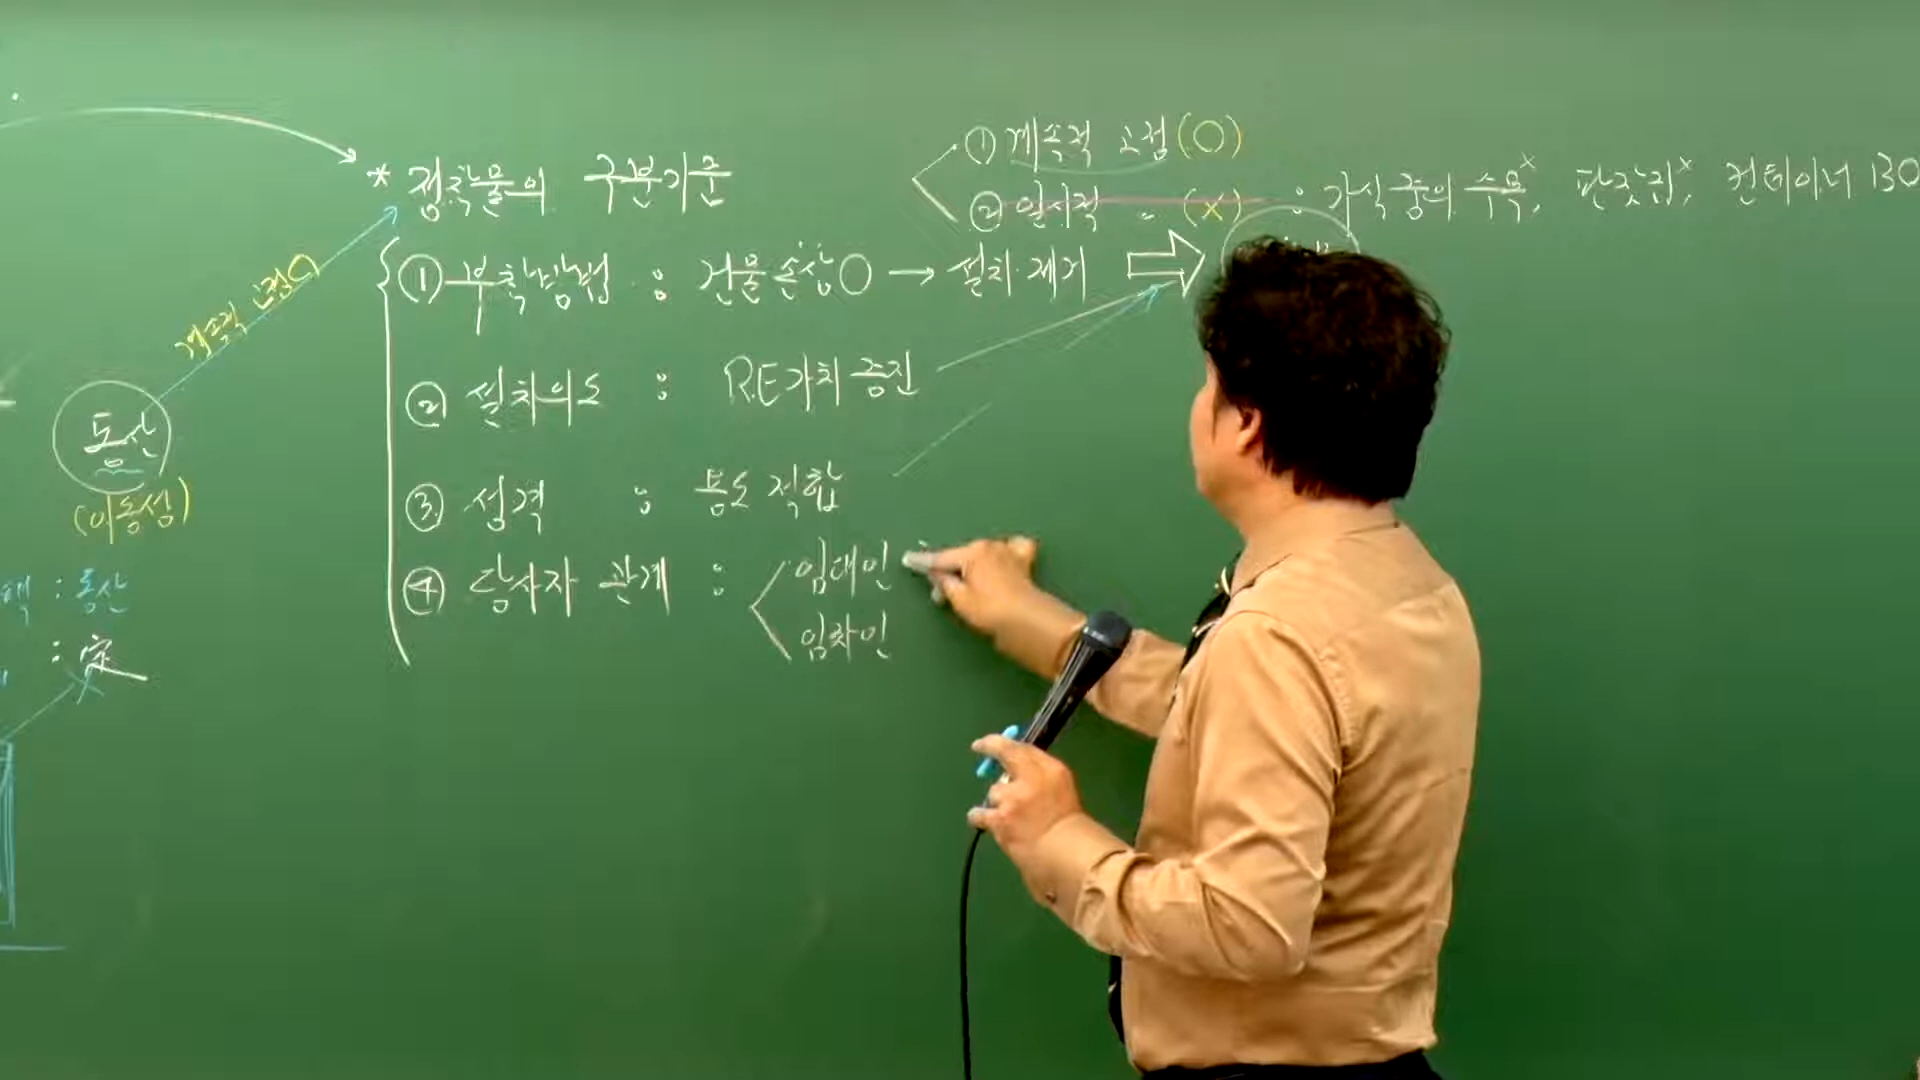 * 정착물의 구분기준
① 계속적 고정 (○)
② 일시적 〃 (×) : 가식중의 수목×, 판잣집×, 컨테이너 BO
① 부착방법 : 건물손상○ → 설치·제거 ⇨
② 설치의도 : R.E가치증진
③ 성격 : 용도 적합
④ 당사자 관계 : 임대인
임차인
계속적 고정○
동산
(이동성)
: 동산
: 定